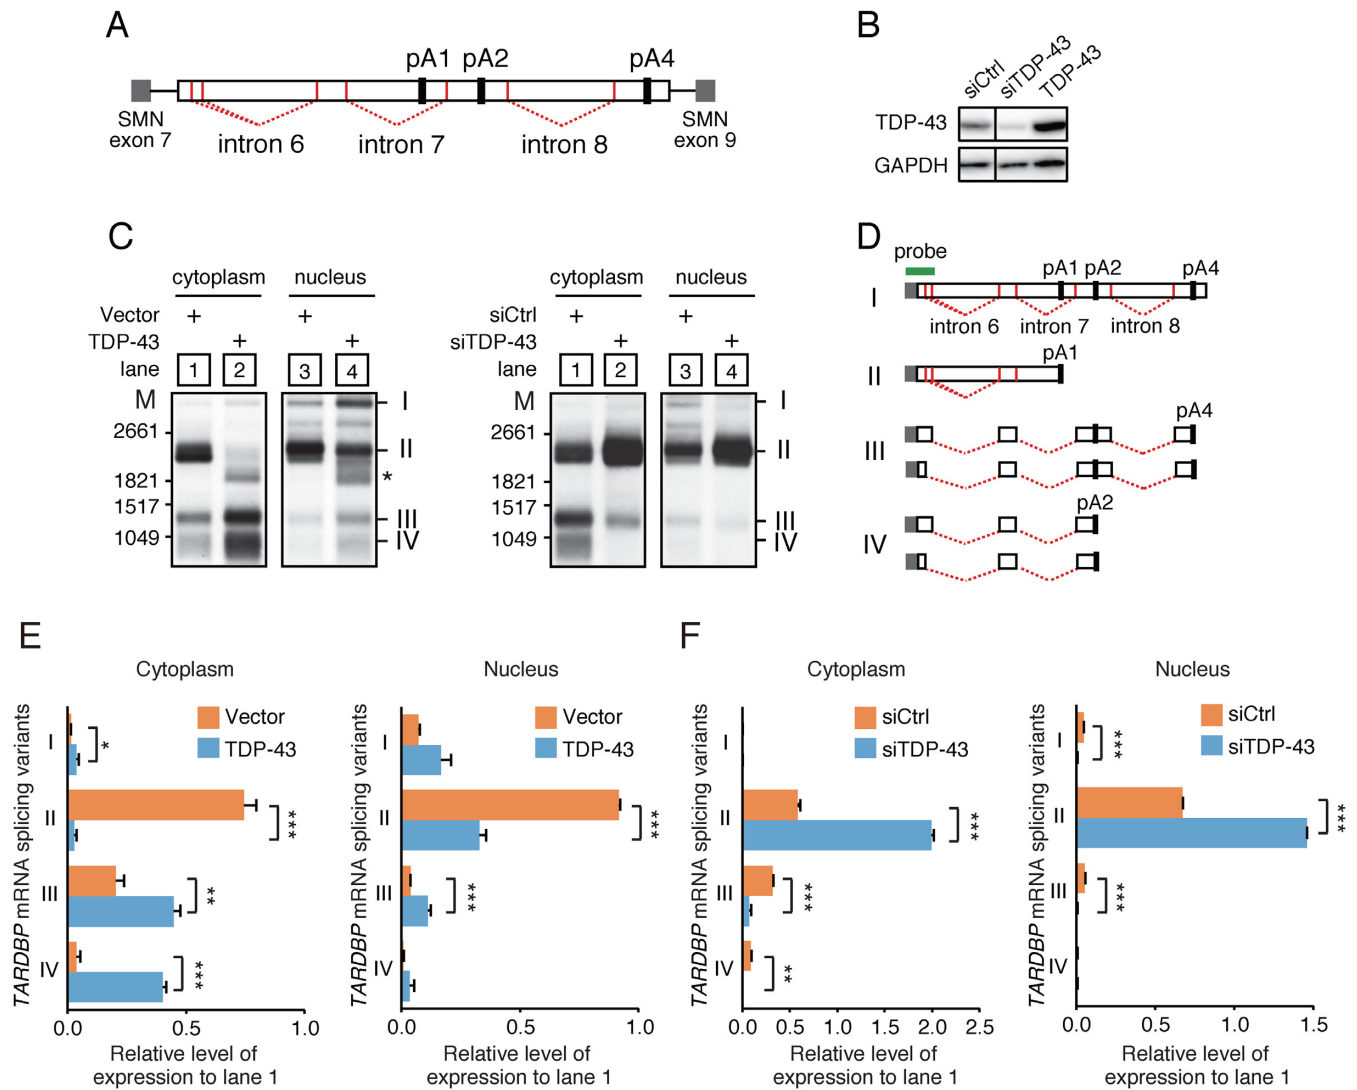 A
pA1 pA2 pA4
SMN
exon 7
intron 6 intron 7 intron 8
SMN
exon 9
B
siCtrl siTDP-43 TDP-43
TDP-43
GAPDH
C
cytoplasm nucleus
Vector + +
TDP-43 + +
lane 1 2 3 4
M
2661
1821
1517
1049
I
II
*
III
IV
cytoplasm nucleus
siCtrl + +
siTDP-43 + +
lane 1 2 3 4
M
2661
1821
1517
1049
I
II
III
IV
D
probe
pA1 pA2 pA4
I
intron 6 intron 7 intron 8
pA1
II
pA4
III
pA2
IV
E
Cytoplasm
TARDBP mRNA splicing variants
Vector
TDP-43
I *
II ***
III **
IV ***
0.0 0.5 1.0
Relative level of
expression to lane 1
Nucleus
TARDBP mRNA splicing variants
Vector
TDP-43
I
II ***
III ***
IV
0.0 0.5 1.0
Relative level of
expression to lane 1
F
Cytoplasm
TARDBP mRNA splicing variants
siCtrl
siTDP-43
I
II ***
III ***
IV **
0.0 0.5 1.0 1.5 2.0 2.5
Relative level of
expression to lane 1
Nucleus
TARDBP mRNA splicing variants
siCtrl
siTDP-43
I ***
II ***
III ***
IV
0.0 0.5 1.0 1.5
Relative level of
expression to lane 1